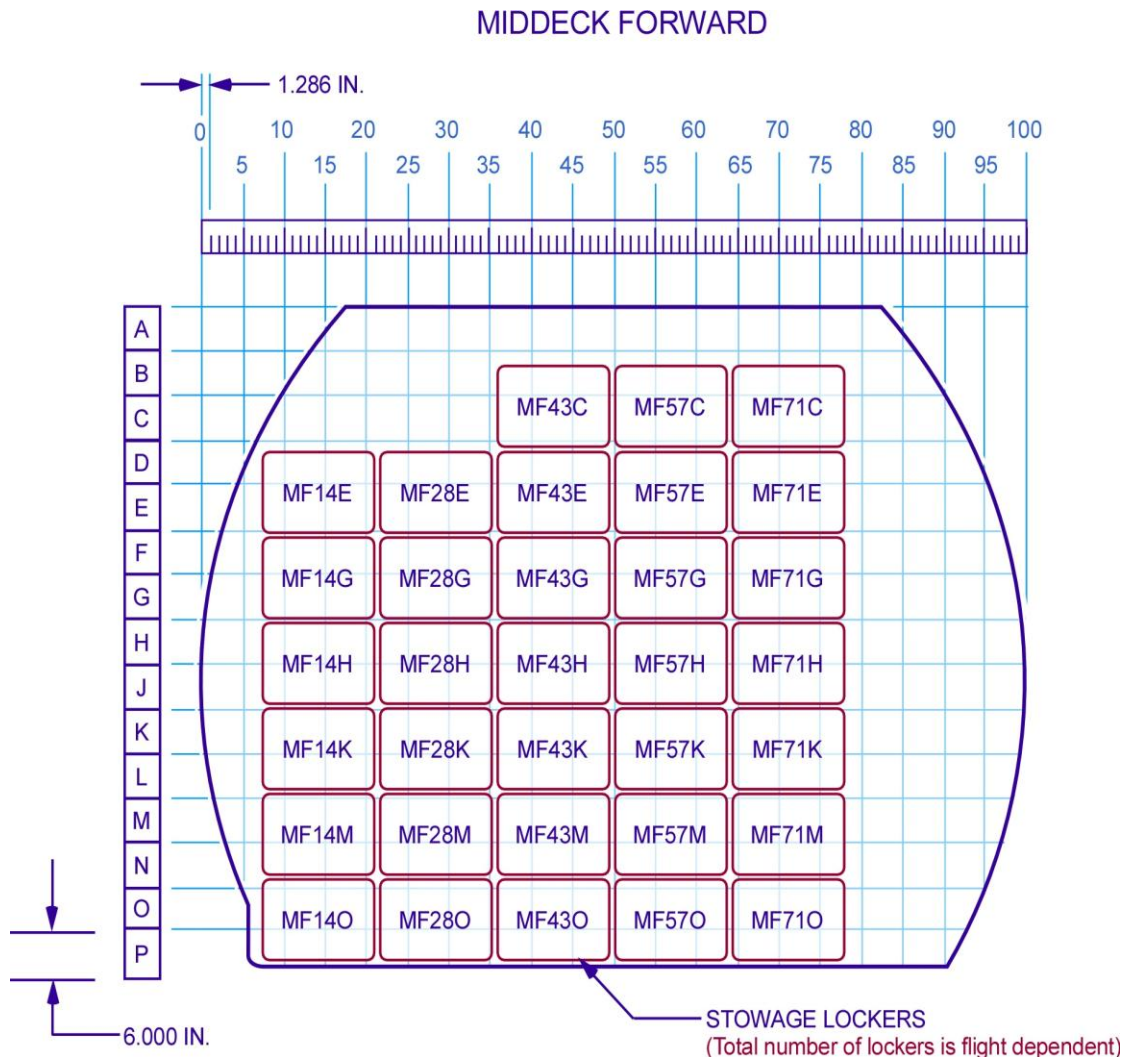 MIDDECK FORWARD
1.286 IN.
0 10 20 30 40 50 60 70 80 90 100
5 15 25 35 45 55 65 75 85 95
A
B
MF43C MF57C MF71C
C
D
MF14E MF28E MF43E MF57E MF71E
E
F
MF14G MF28G MF43G MF57G MF71G
G
H
MF14H MF28H MF43H MF57H MF71H
J
K
MF14K MF28K MF43K MF57K MF71K
L
M
MF14M MF28M MF43M MF57M MF71M
N
O
MF14O MF28O MF43O MF57O MF71O
P
6.000 IN.
STOWAGE LOCKERS
(Total number of lockers is flight dependent)